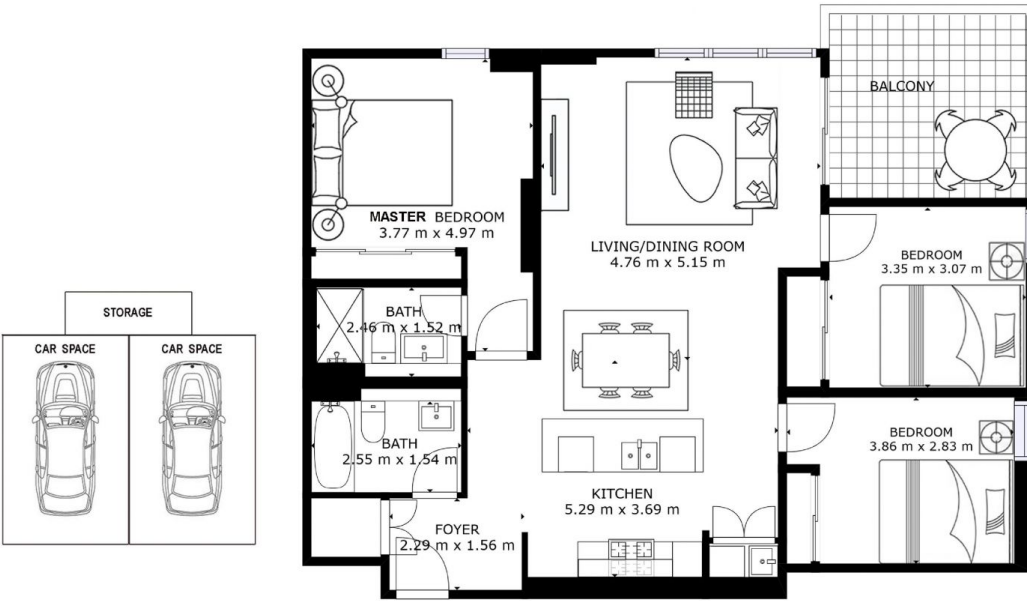 BALCONY
MASTER BEDROOM
3.77 m x 4.97 m
LIVING/DINING ROOM
4.76 m x 5.15 m
BEDROOM
3.35 m x 3.07 m
STORAGE
BATH
2.46 m x 1.52 m
CAR SPACE
CAR SPACE
BEDROOM
3.86 m x 2.83 m
BATH
2.55 m x 1.54 m
KITCHEN
5.29 m x 3.69 m
FOYER
2.29 m x 1.56 m